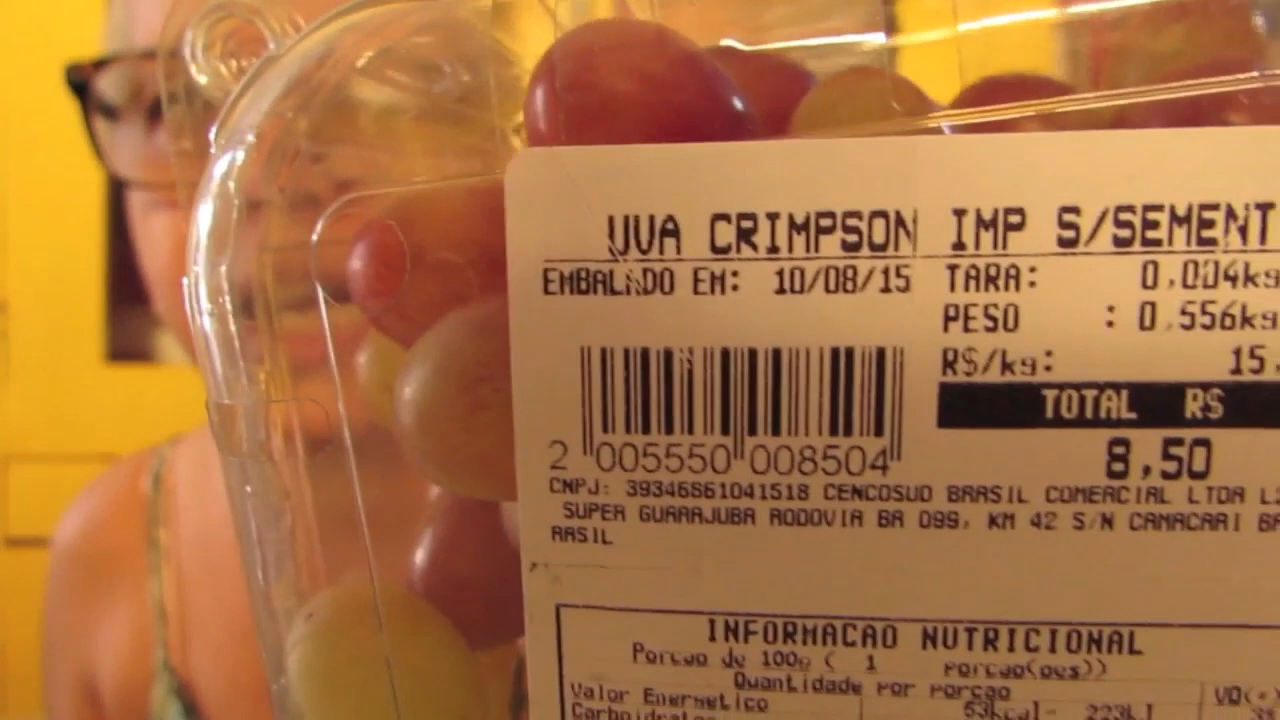 UVA CRIMPSON IMP S/SEMENT
EMBALADO EM: 10/08/15 TARA: 0,004kg
PESO : 0,556kg
R$/kg: 15,
TOTAL R$
8,50
2 005550 008504
CNPJ: 39346861041518 CENCOSUD BRASIL COMERCIAL LTDA
SUPER GUARAJUBA RODOVIA BA 099, KM 42 S/N CAMACARI
RASIL
INFORMACAO NUTRICIONAL
Porcao de 100g ( 1 porcao(oes))
Quantidade por porcao
Valor Energetico 53kcal= 223kJ